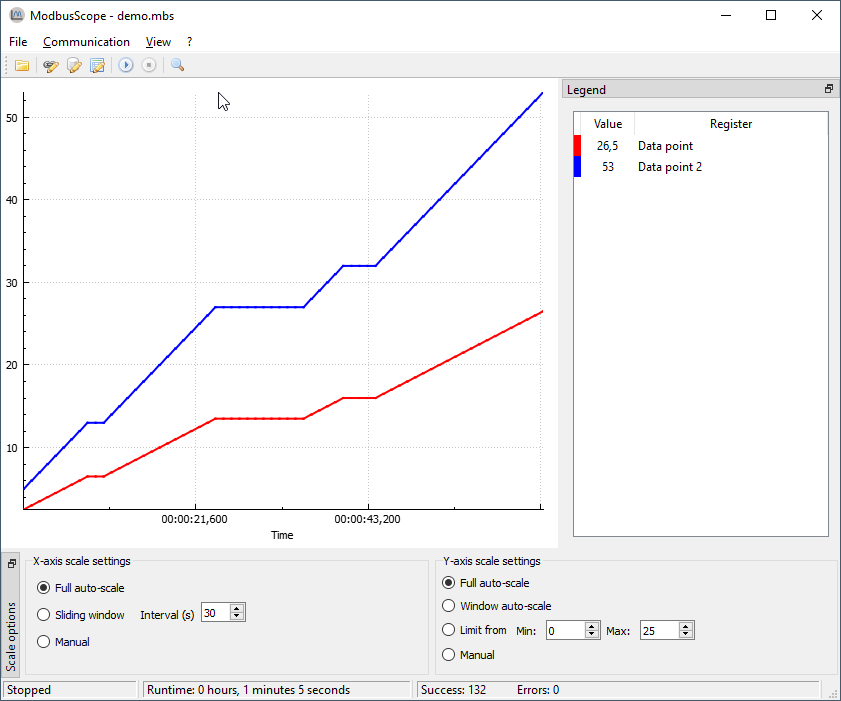 ModbusScope - demo.mbs
File Communication View ?
Legend
Value Register
26,5 Data point
53 Data point 2
50
40
30
20
10
00:00:21,600 00:00:43,200
Time
Scale options
X-axis scale settings
Full auto-scale
Sliding window Interval (s) 30
Manual
Y-axis scale settings
Full auto-scale
Window auto-scale
Limit from Min: 0 Max: 25
Manual
Stopped Runtime: 0 hours, 1 minutes 5 seconds Success: 132 Errors: 0